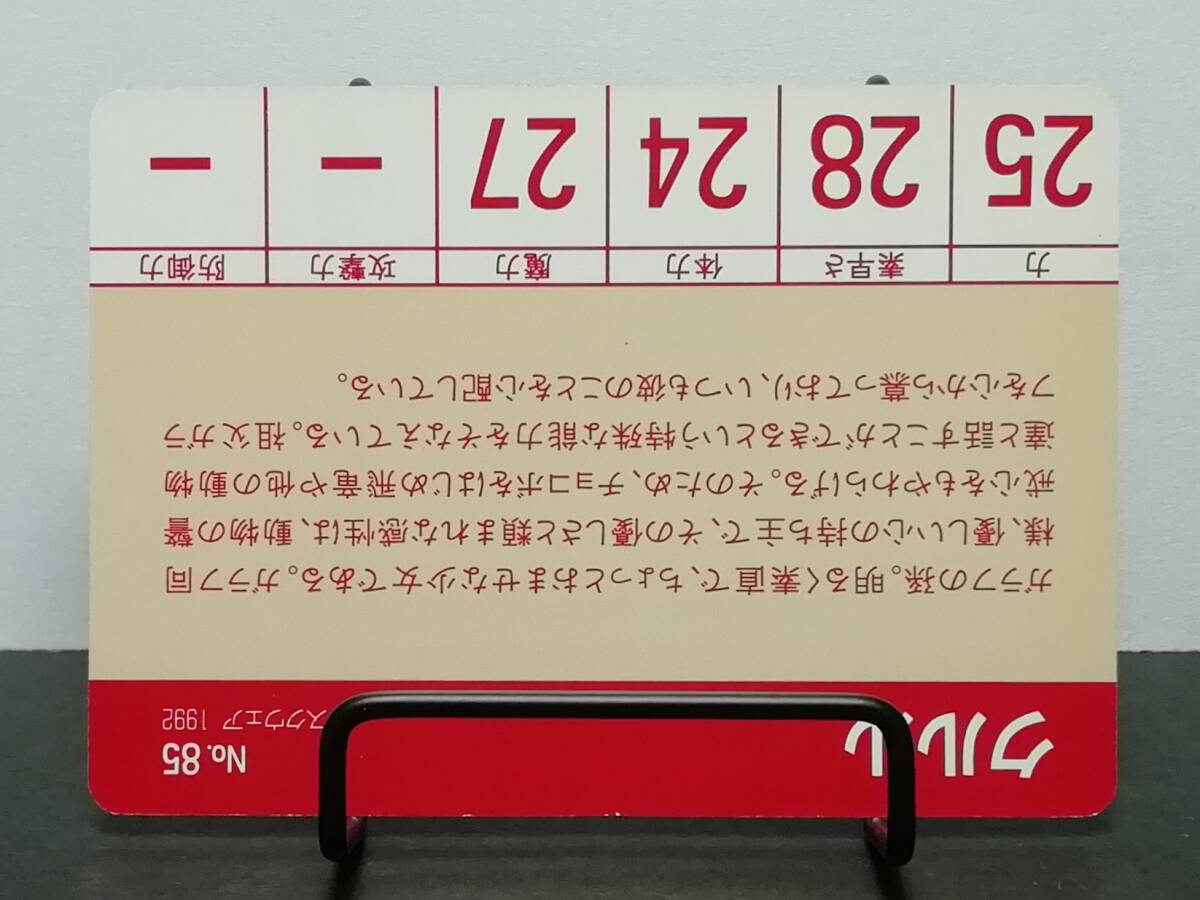 クルル
No.85
スクウェア 1992
ガラフの孫。明るく素直で、ちょっとおませな少女である。ガラフ同
様、優しい心の持ち主で、その優しさと類まれな感性は、動物の警
戒心をもやわらげる。そのため、チョコボをはじめ飛竜や他の動物
達と話すことができるという特殊な能力をそなえている。祖父ガラ
フを心から慕っており、いつも彼のことを心配している。
力 素早さ 体力 魔力 攻撃力 防御力
25 28 24 27 − −